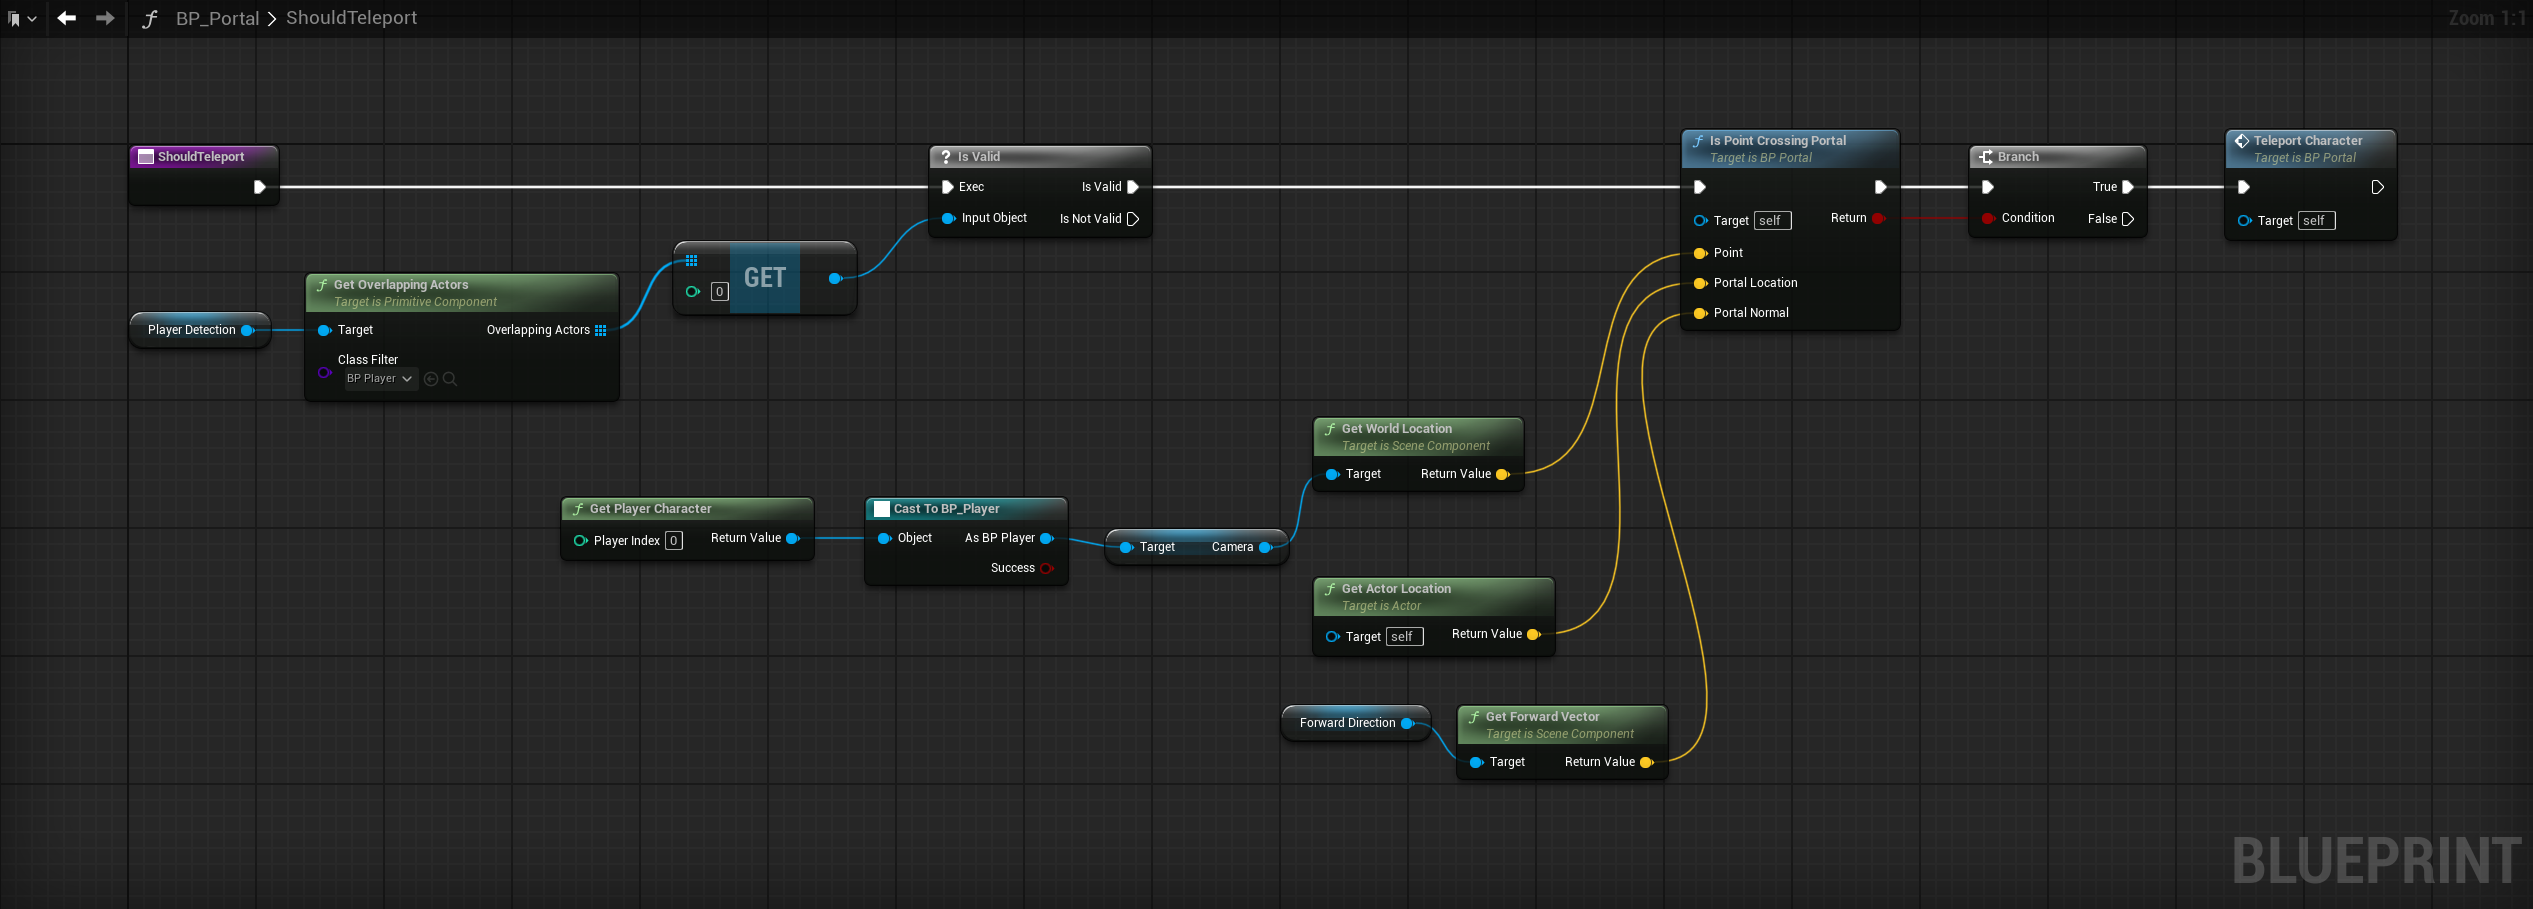 BP_Portal > ShouldTeleport
Zoom 1:1
ShouldTeleport
Is Valid
Exec
Is Valid
Input Object
Is Not Valid
Is Point Crossing Portal
Target is BP Portal
Target self
Return
Point
Portal Location
Portal Normal
Branch
True
Condition
False
Teleport Character
Target is BP Portal
Target self
0
GET
Get Overlapping Actors
Target is Primitive Component
Player Detection
Target
Overlapping Actors
Class Filter
BP Player
Get World Location
Target is Scene Component
Target
Return Value
Get Player Character
Player Index 0
Return Value
Cast To BP_Player
Object
As BP Player
Success
Target
Camera
Get Actor Location
Target is Actor
Target self
Return Value
Forward Direction
Get Forward Vector
Target is Scene Component
Target
Return Value
BLUEPRINT